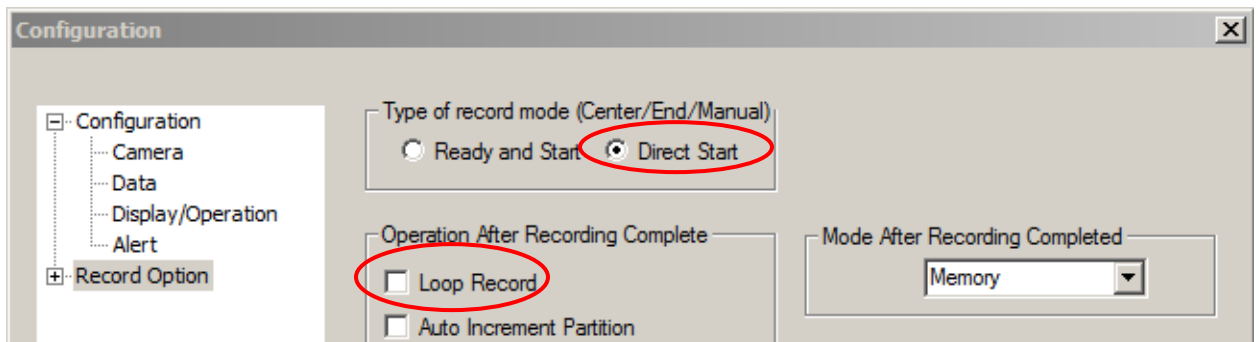 Configuration
Configuration
Camera
Data
Display/Operation
Alert
Record Option
Type of record mode (Center/End/Manual)
Ready and Start
Direct Start
Operation After Recording Complete
Loop Record
Auto Increment Partition
Mode After Recording Completed
Memory